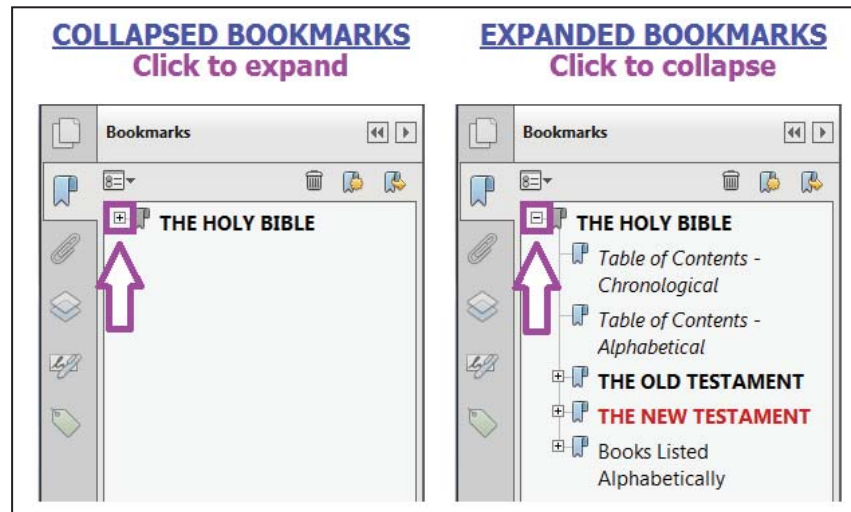 COLLAPSED BOOKMARKS
Click to expand
Bookmarks
THE HOLY BIBLE
EXPANDED BOOKMARKS
Click to collapse
Bookmarks
THE HOLY BIBLE
Table of Contents -
Chronological
Table of Contents -
Alphabetical
THE OLD TESTAMENT
THE NEW TESTAMENT
Books Listed
Alphabetically